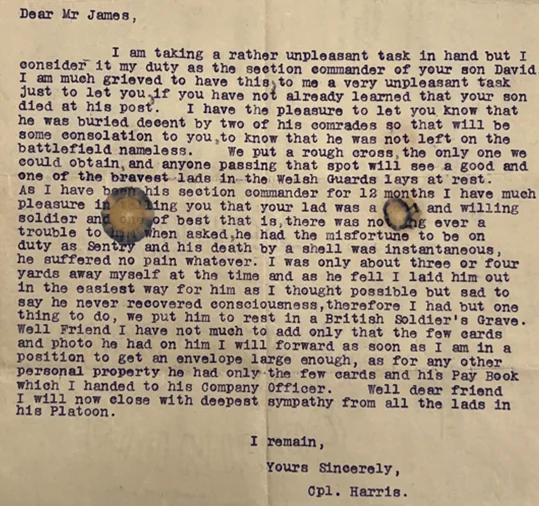 Dear Mr James,
I am taking a rather unpleasant task in hand but I
consider it my duty as the section commander of your son David.
I am much grieved to have this,to me a very unpleasant task
just to let you,if you have not already learned that your son
died at his post.  I have the pleasure to let you know that
he was buried decent by two of his comrades so that will be
some consolation to you,to know that he was not left on the
battlefield nameless.  We put a rough cross,the only one we
could obtain,and anyone passing that spot will see a good and
one of the bravest lads in the Welsh Guards lays at rest.
As I have been his section commander for 12 months I have much
pleasure in telling you that your lad was a and willing
soldier and one of best that is,there was nothing ever a
trouble to when asked,he had the misfortune to be on
duty as Sentry and his death by a shell was instantaneous,
he suffered no pain whatever. I was only about three or four
yards away myself at the time and as he fell I laid him out
in the easiest way for him as I thought possible but sad to
say he never recovered consciousness,therefore I had but one
thing to do, we put him to rest in a British Soldier's Grave.
Well Friend I have not much to add only that the few cards
and photo he had on him I will forward as soon as I am in a
position to get an envelope large enough, as for any other
personal property he had only the few cards and his Pay Book
which I handed to his Company Officer.  Well dear friend
I will now close with deepest sympathy from all the lads in
his Platoon.
I remain,
Yours Sincerely,
Cpl. Harris.